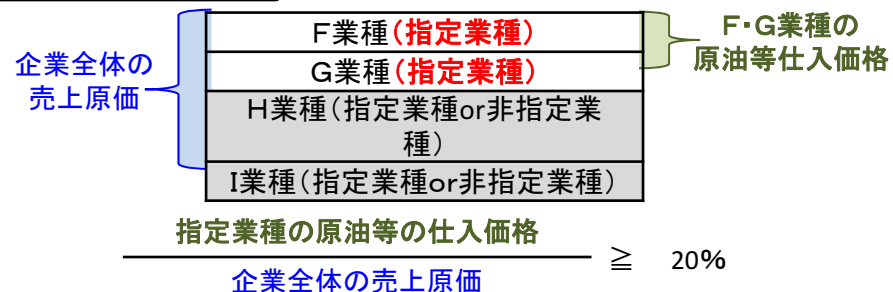 企業全体の
売上原価
F業種(指定業種)
G業種(指定業種)
H業種(指定業種or非指定業
種)
I業種(指定業種or非指定業種)
F・G業種の
原油等仕入価格
指定業種の原油等の仕入価格
企業全体の売上原価
≧ 20%